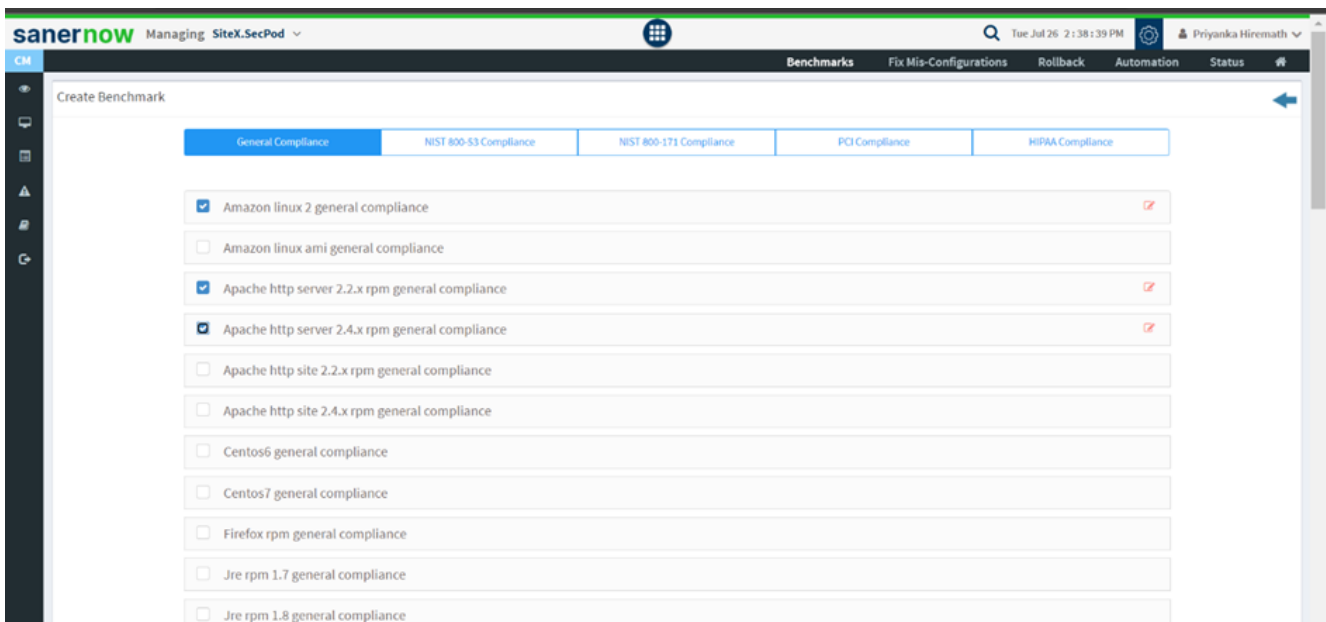 sanernow Managing SiteX.SecPod Tue Jul 26 2:38:39 PM Priyanka Hiremath
CM Benchmarks Fix Mis-Configurations Rollback Automation Status
Create Benchmark
General Compliance NIST 800-53 Compliance NIST 800-171 Compliance PCI Compliance HIPAA Compliance
Amazon linux 2 general compliance
Amazon linux ami general compliance
Apache http server 2.2.x rpm general compliance
Apache http server 2.4.x rpm general compliance
Apache http site 2.2.x rpm general compliance
Apache http site 2.4.x rpm general compliance
Centos6 general compliance
Centos7 general compliance
Firefox rpm general compliance
Jre rpm 1.7 general compliance
Jre rpm 1.8 general compliance